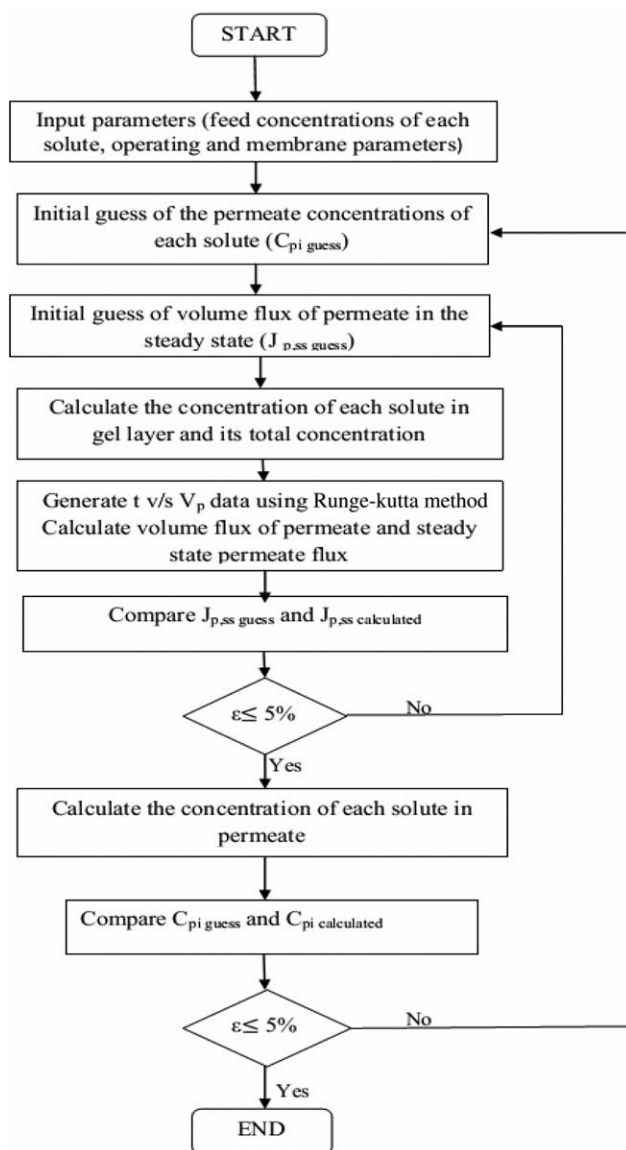 START
Input parameters (feed concentrations of each
solute, operating and membrane parameters)
Initial guess of the permeate concentrations of
each solute (Cpi guess)
Initial guess of volume flux of permeate in the
steady state (J p,ss guess)
Calculate the concentration of each solute in
gel layer and its total concentration
Generate t v/s Vp data using Runge-kutta method
Calculate volume flux of permeate and steady
state permeate flux
Compare Jp,ss guess and Jp,ss calculated
ε≤ 5%
No
Yes
Calculate the concentration of each solute in
permeate
Compare Cpi guess and Cpi calculated
ε≤ 5%
No
Yes
END